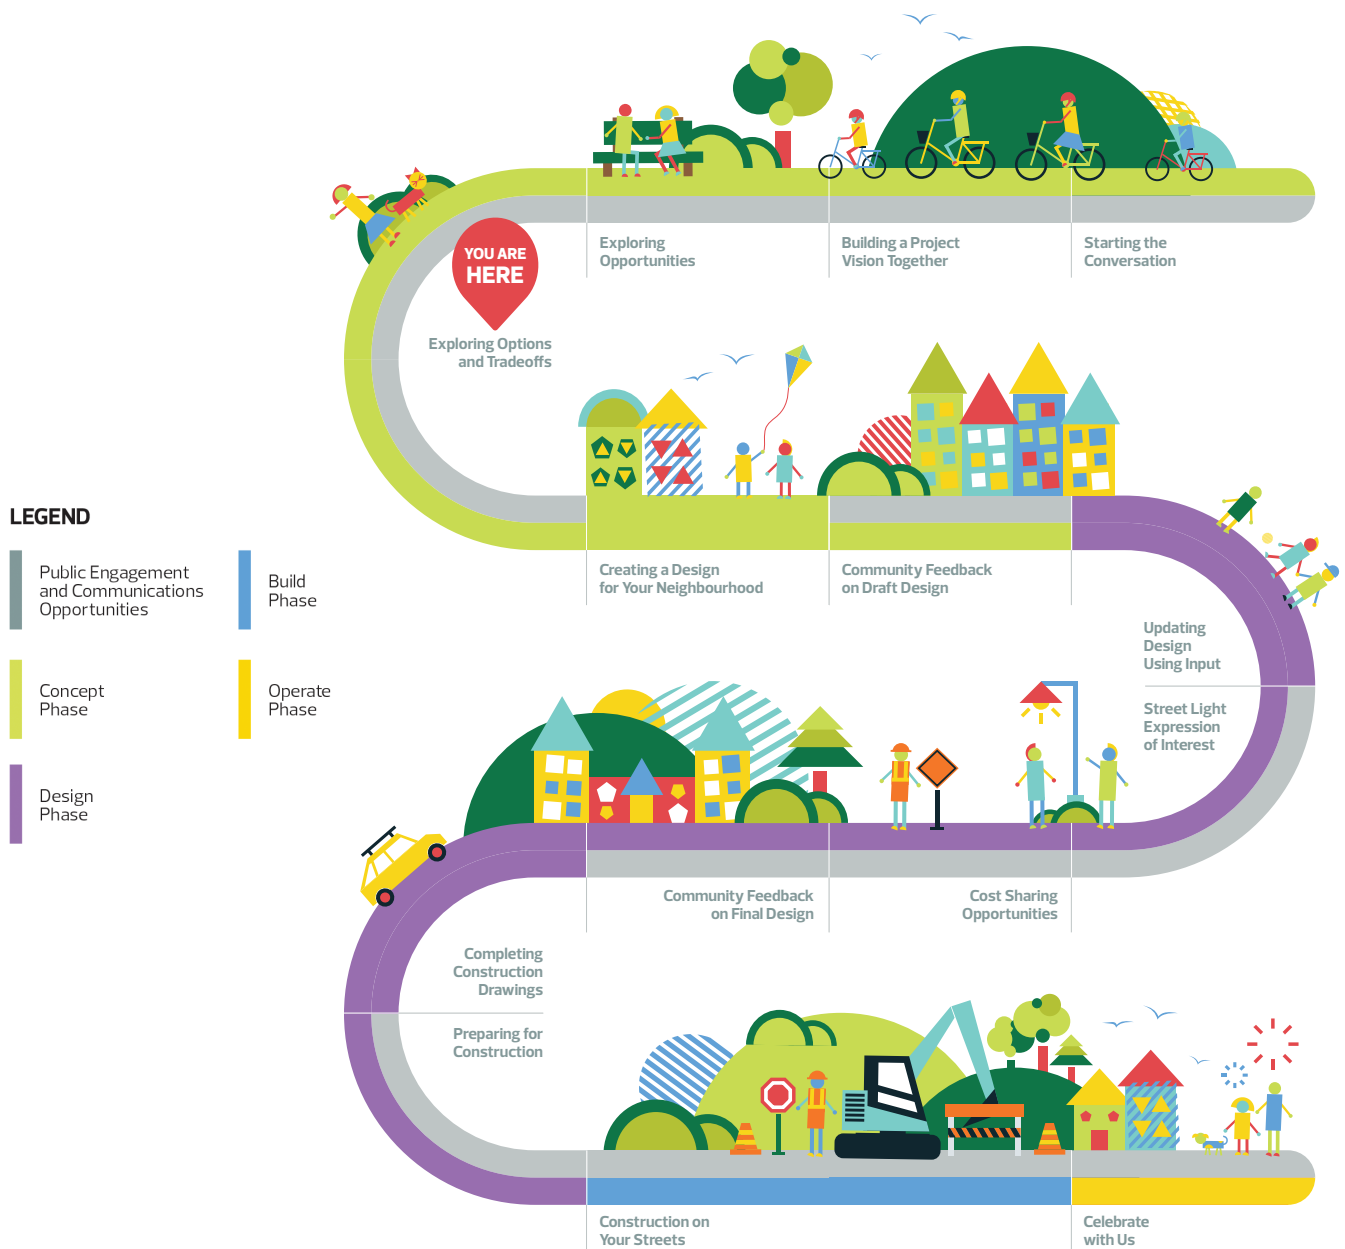 Exploring
Opportunities
Building a Project
Vision Together
Starting the
Conversation
YOU ARE
HERE
Exploring Options
and Tradeoffs
LEGEND
Public Engagement
and Communications
Opportunities
Build
Phase
Concept
Phase
Operate
Phase
Design
Phase
Creating a Design
for Your Neighbourhood
Community Feedback
on Draft Design
Updating
Design
Using Input
Street Light
Expression
of Interest
Community Feedback
on Final Design
Cost Sharing
Opportunities
Completing
Construction
Drawings
Preparing for
Construction
Construction on
Your Streets
Celebrate
with Us